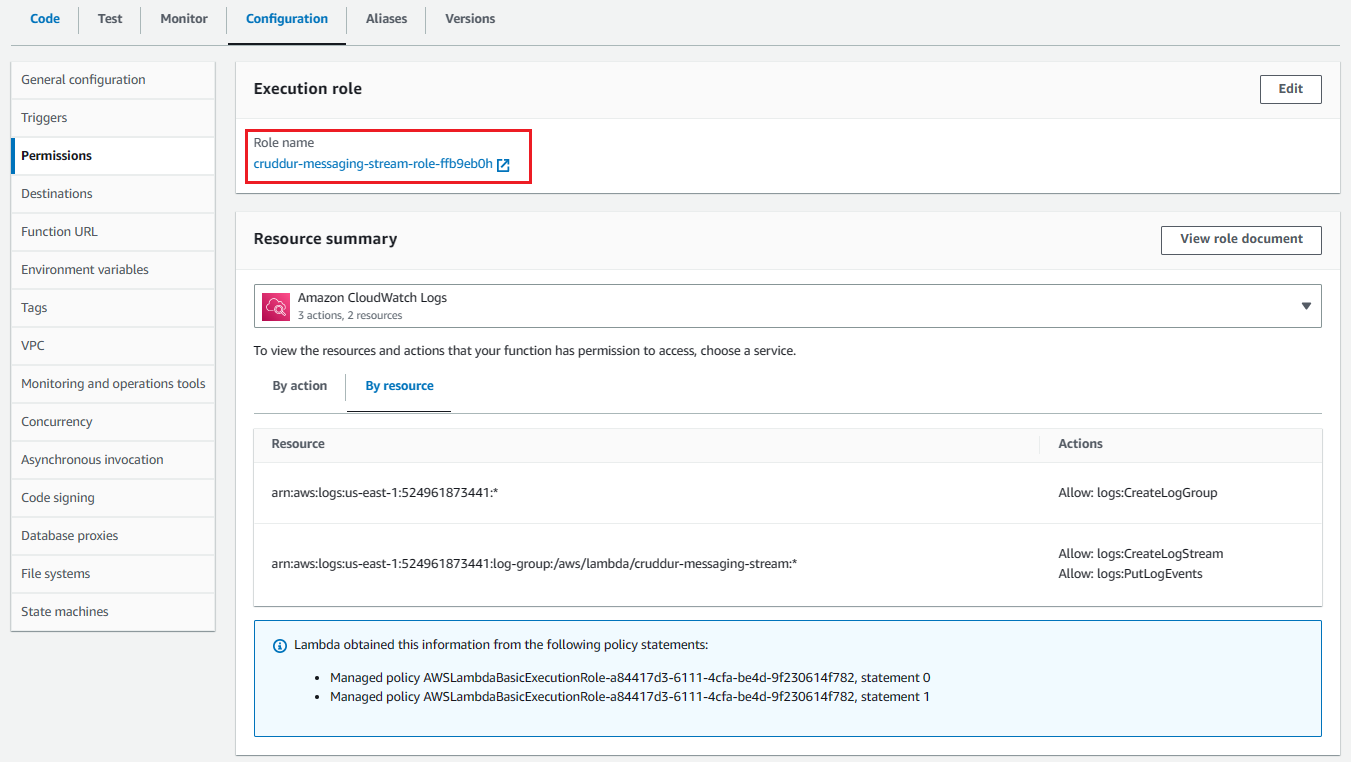 Code
Test
Monitor
Configuration
Aliases
Versions
General configuration
Triggers
Permissions
Destinations
Function URL
Environment variables
Tags
VPC
Monitoring and operations tools
Concurrency
Asynchronous invocation
Code signing
Database proxies
File systems
State machines
Execution role
Edit
Role name
cruddur-messaging-stream-role-ffb9eb0h
Resource summary
View role document
Amazon CloudWatch Logs
3 actions, 2 resources
To view the resources and actions that your function has permission to access, choose a service.
By action
By resource
Resource
Actions
arn:aws:logs:us-east-1:524961873441:*
Allow: logs:CreateLogGroup
arn:aws:logs:us-east-1:524961873441:log-group:/aws/lambda/cruddur-messaging-stream:*
Allow: logs:CreateLogStream
Allow: logs:PutLogEvents
Lambda obtained this information from the following policy statements:
• Managed policy AWSLambdaBasicExecutionRole-a84417d3-6111-4cfa-be4d-9f230614f782, statement 0
• Managed policy AWSLambdaBasicExecutionRole-a84417d3-6111-4cfa-be4d-9f230614f782, statement 1